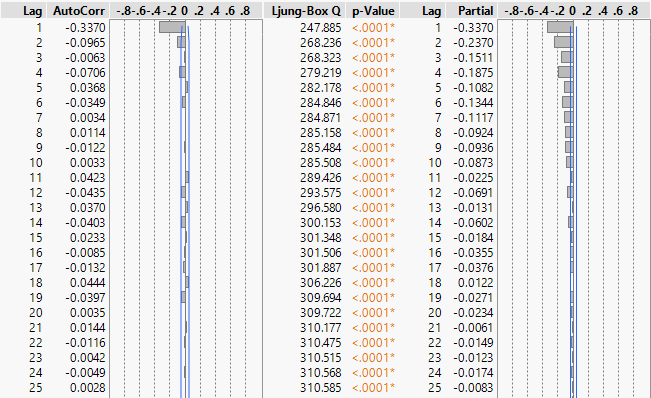 Lag AutoCorr -.8-.6-.4-.2 0 .2 .4 .6 .8 Ljung-Box Q p-Value Lag Partial -.8-.6-.4-.2 0 .2 .4 .6 .8
1 -0.3370 247.885 <.0001* 1 -0.3370
2 -0.0965 268.236 <.0001* 2 -0.2370
3 -0.0063 268.323 <.0001* 3 -0.1511
4 -0.0706 279.219 <.0001* 4 -0.1875
5 0.0368 282.178 <.0001* 5 -0.1082
6 -0.0349 284.846 <.0001* 6 -0.1344
7 0.0034 284.871 <.0001* 7 -0.1117
8 0.0114 285.158 <.0001* 8 -0.0924
9 -0.0122 285.484 <.0001* 9 -0.0936
10 0.0033 285.508 <.0001* 10 -0.0873
11 0.0423 289.426 <.0001* 11 -0.0225
12 -0.0435 293.575 <.0001* 12 -0.0691
13 0.0370 296.580 <.0001* 13 -0.0131
14 -0.0403 300.153 <.0001* 14 -0.0602
15 0.0233 301.348 <.0001* 15 -0.0184
16 -0.0085 301.506 <.0001* 16 -0.0355
17 -0.0132 301.887 <.0001* 17 -0.0376
18 0.0444 306.226 <.0001* 18 0.0122
19 -0.0397 309.694 <.0001* 19 -0.0271
20 0.0035 309.722 <.0001* 20 -0.0234
21 0.0144 310.177 <.0001* 21 -0.0061
22 -0.0116 310.475 <.0001* 22 -0.0149
23 0.0042 310.515 <.0001* 23 -0.0123
24 -0.0049 310.568 <.0001* 24 -0.0174
25 0.0028 310.585 <.0001* 25 -0.0083